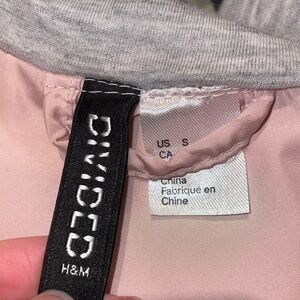 DIVIDED
H&M
US S
CA
China
Fabriqué en
Chine